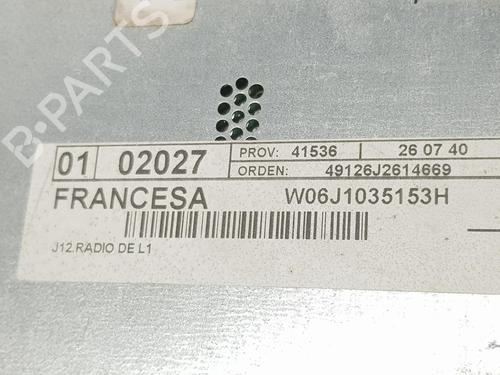 B-PARTS
01 02027 PROV: 41536 26 07 40
ORDEN: 49126J2614669
FRANCESA W06J1035153H
J12.RADIO DE L1